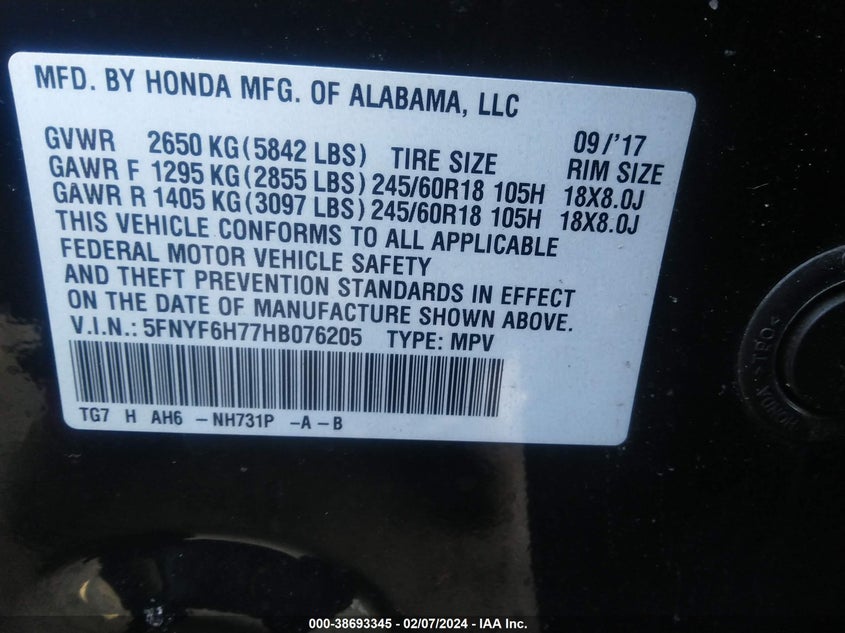 MFD. BY HONDA MFG. OF ALABAMA, LLC
09/'17
GVWR 2650 KG(5842 LBS) TIRE SIZE RIM SIZE
GAWR F 1295 KG(2855 LBS) 245/60R18 105H 18X8.0J
GAWR R 1405 KG(3097 LBS) 245/60R18 105H 18X8.0J
THIS VEHICLE CONFORMS TO ALL APPLICABLE
FEDERAL MOTOR VEHICLE SAFETY
AND THEFT PREVENTION STANDARDS IN EFFECT
ON THE DATE OF MANUFACTURE SHOWN ABOVE.
V.I.N.: 5FNYF6H77HB076205 TYPE: MPV
TG7 H AH6 -NH731P -A-B
>TEO<
000-38693345 - 02/07/2024 - IAA Inc.